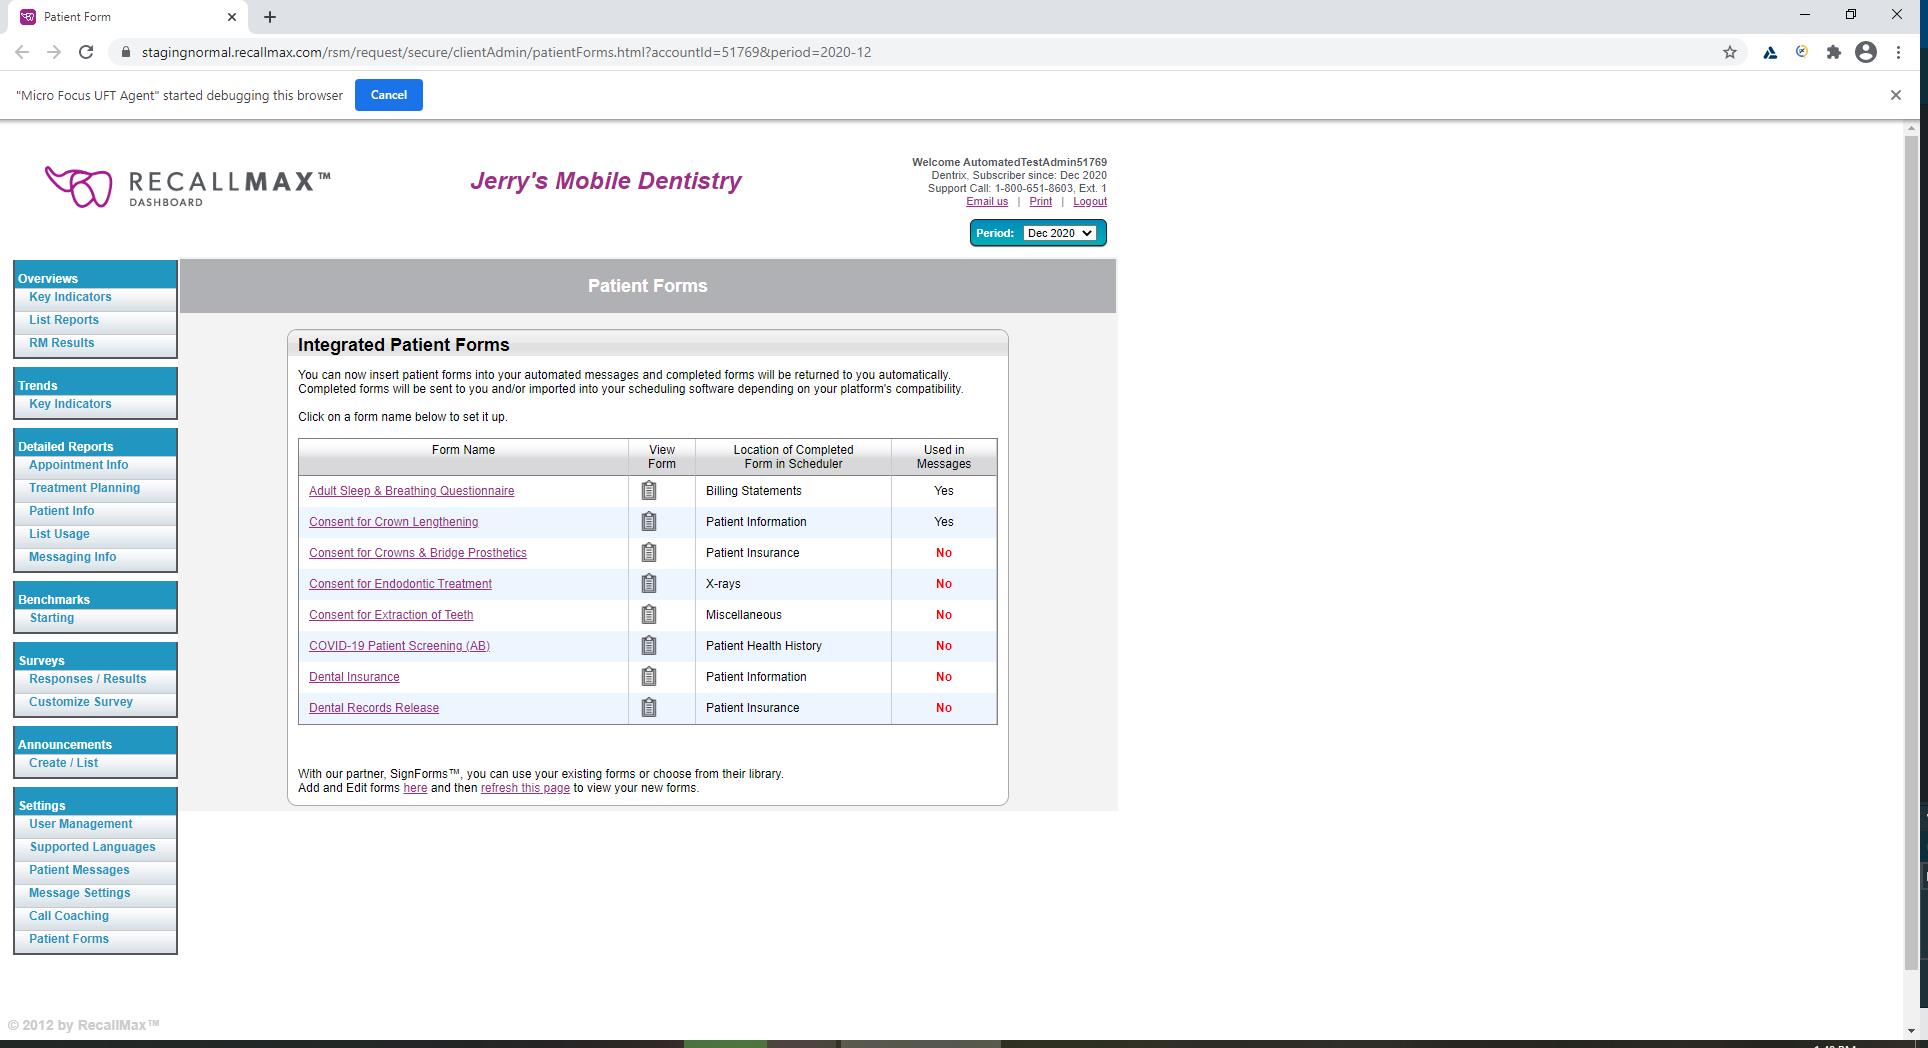 Patient Form
stagingnormal.recallmax.com/rsm/request/secure/clientAdmin/patientForms.html?accountId=51769&period=2020-12
"Micro Focus UFT Agent" started debugging this browser
Cancel
RECALLMAX™
DASHBOARD
Jerry's Mobile Dentistry
Welcome AutomatedTestAdmin51769
Dentrix, Subscriber since: Dec 2020
Support Call: 1-800-651-8603, Ext. 1
Email us | Print | Logout
Period: Dec 2020
Overviews
Key Indicators
List Reports
RM Results
Trends
Key Indicators
Detailed Reports
Appointment Info
Treatment Planning
Patient Info
List Usage
Messaging Info
Benchmarks
Starting
Surveys
Responses / Results
Customize Survey
Announcements
Create / List
Settings
User Management
Supported Languages
Patient Messages
Message Settings
Call Coaching
Patient Forms
Patient Forms
Integrated Patient Forms
You can now insert patient forms into your automated messages and completed forms will be returned to you automatically.
Completed forms will be sent to you and/or imported into your scheduling software depending on your platform's compatibility.
Click on a form name below to set it up.
Form Name View Form Location of Completed Form in Scheduler Used in Messages
Adult Sleep & Breathing Questionnaire Billing Statements Yes
Consent for Crown Lengthening Patient Information Yes
Consent for Crowns & Bridge Prosthetics Patient Insurance No
Consent for Endodontic Treatment X-rays No
Consent for Extraction of Teeth Miscellaneous No
COVID-19 Patient Screening (AB) Patient Health History No
Dental Insurance Patient Information No
Dental Records Release Patient Insurance No
With our partner, SignForms™, you can use your existing forms or choose from their library.
Add and Edit forms here and then refresh this page to view your new forms.
© 2012 by RecallMax™